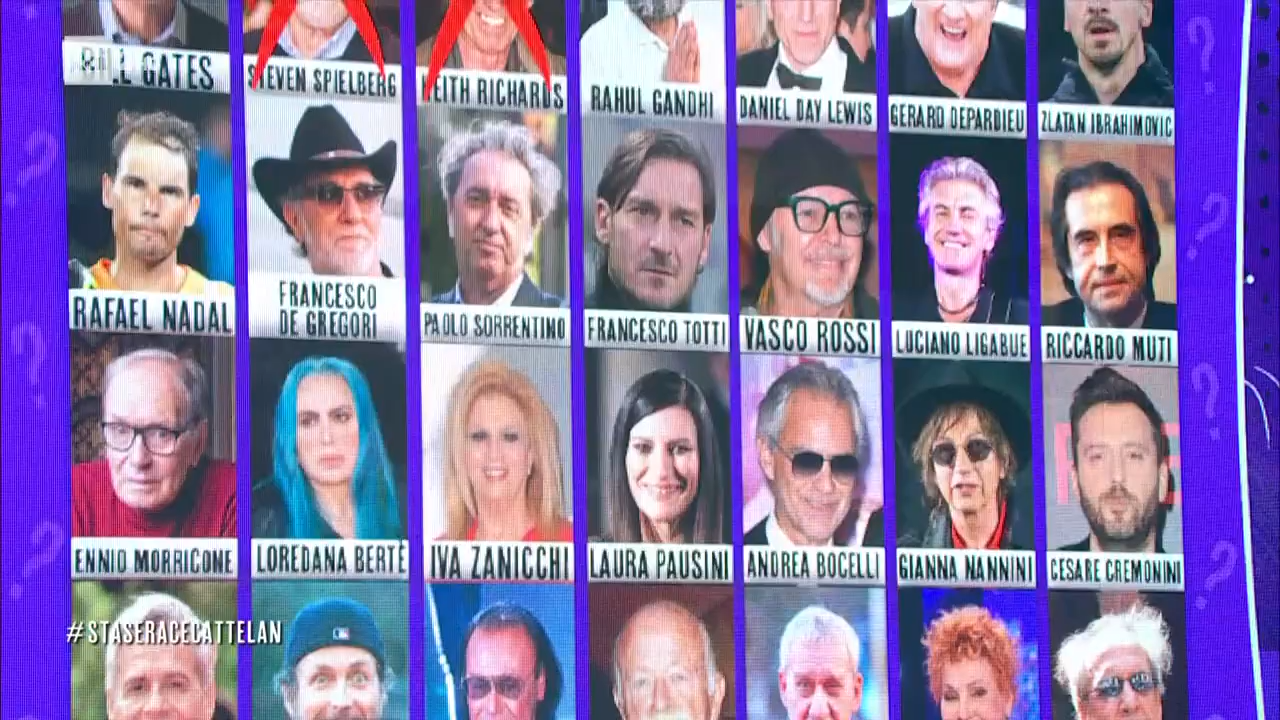 BILL GATES
STEVEN SPIELBERG
KEITH RICHARDS
RAHUL GANDHI
DANIEL DAY LEWIS
GERARD DEPARDIEU
ZLATAN IBRAHIMOVIC
RAFAEL NADAL
FRANCESCO
DE GREGORI
PAOLO SORRENTINO
FRANCESCO TOTTI
VASCO ROSSI
LUCIANO LIGABUE
RICCARDO MUTI
ENNIO MORRICONE
LOREDANA BERTÈ
IVA ZANICCHI
LAURA PAUSINI
ANDREA BOCELLI
GIANNA NANNINI
CESARE CREMONINI
#STASERACECATTELAN